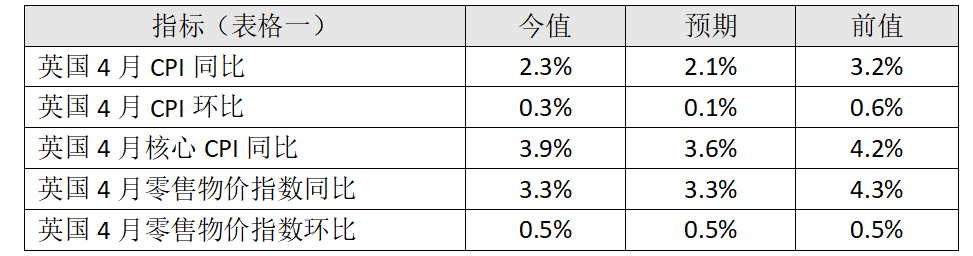 指标（表格一） 今值 预期 前值
英国 4 月 CPI 同比 2.3% 2.1% 3.2%
英国 4 月 CPI 环比 0.3% 0.1% 0.6%
英国 4 月核心 CPI 同比 3.9% 3.6% 4.2%
英国 4 月零售物价指数同比 3.3% 3.3% 4.3%
英国 4 月零售物价指数环比 0.5% 0.5% 0.5%